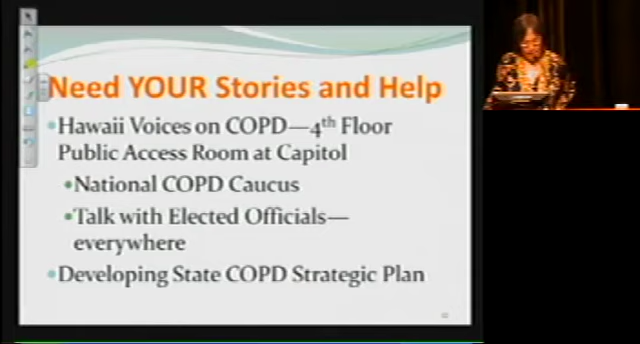 Need YOUR Stories and Help
•Hawaii Voices on COPD—4th Floor
Public Access Room at Capitol
•National COPD Caucus
•Talk with Elected Officials—
everywhere
•Developing State COPD Strategic Plan